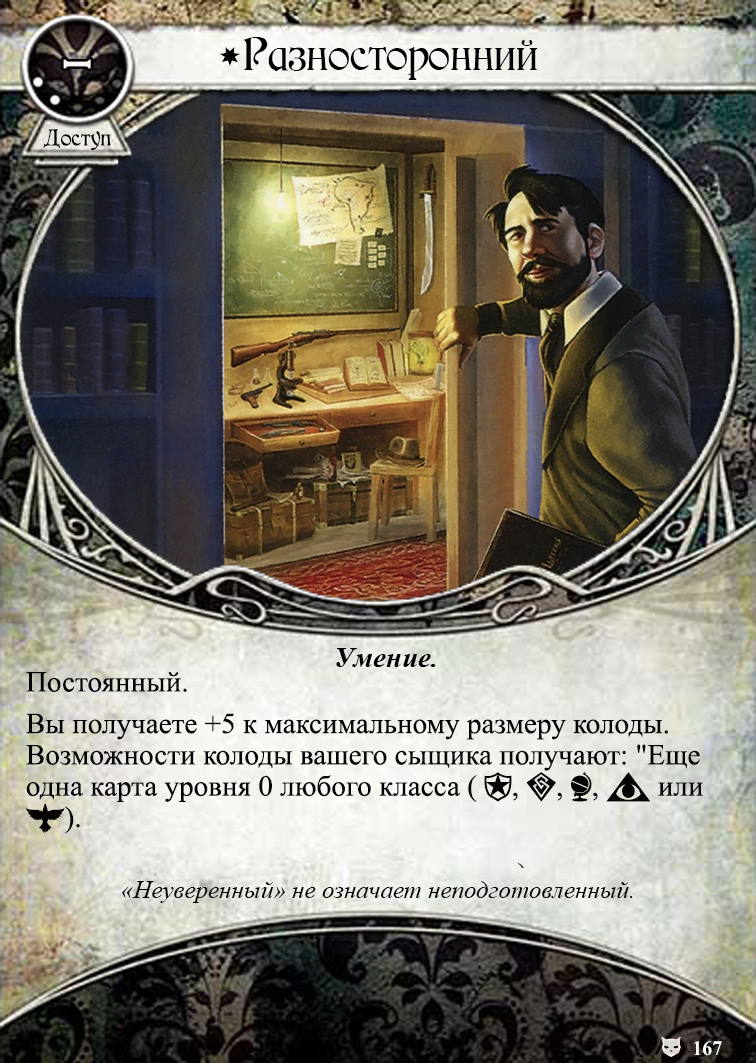 Разносторонний
Доступ
Умение.
Постоянный.
Вы получаете +5 к максимальному размеру колоды.
Возможности колоды вашего сыщика получают: "Еще
одна карта уровня 0 любого класса ( , , , или
).
«Неуверенный» не означает неподготовленный.
167